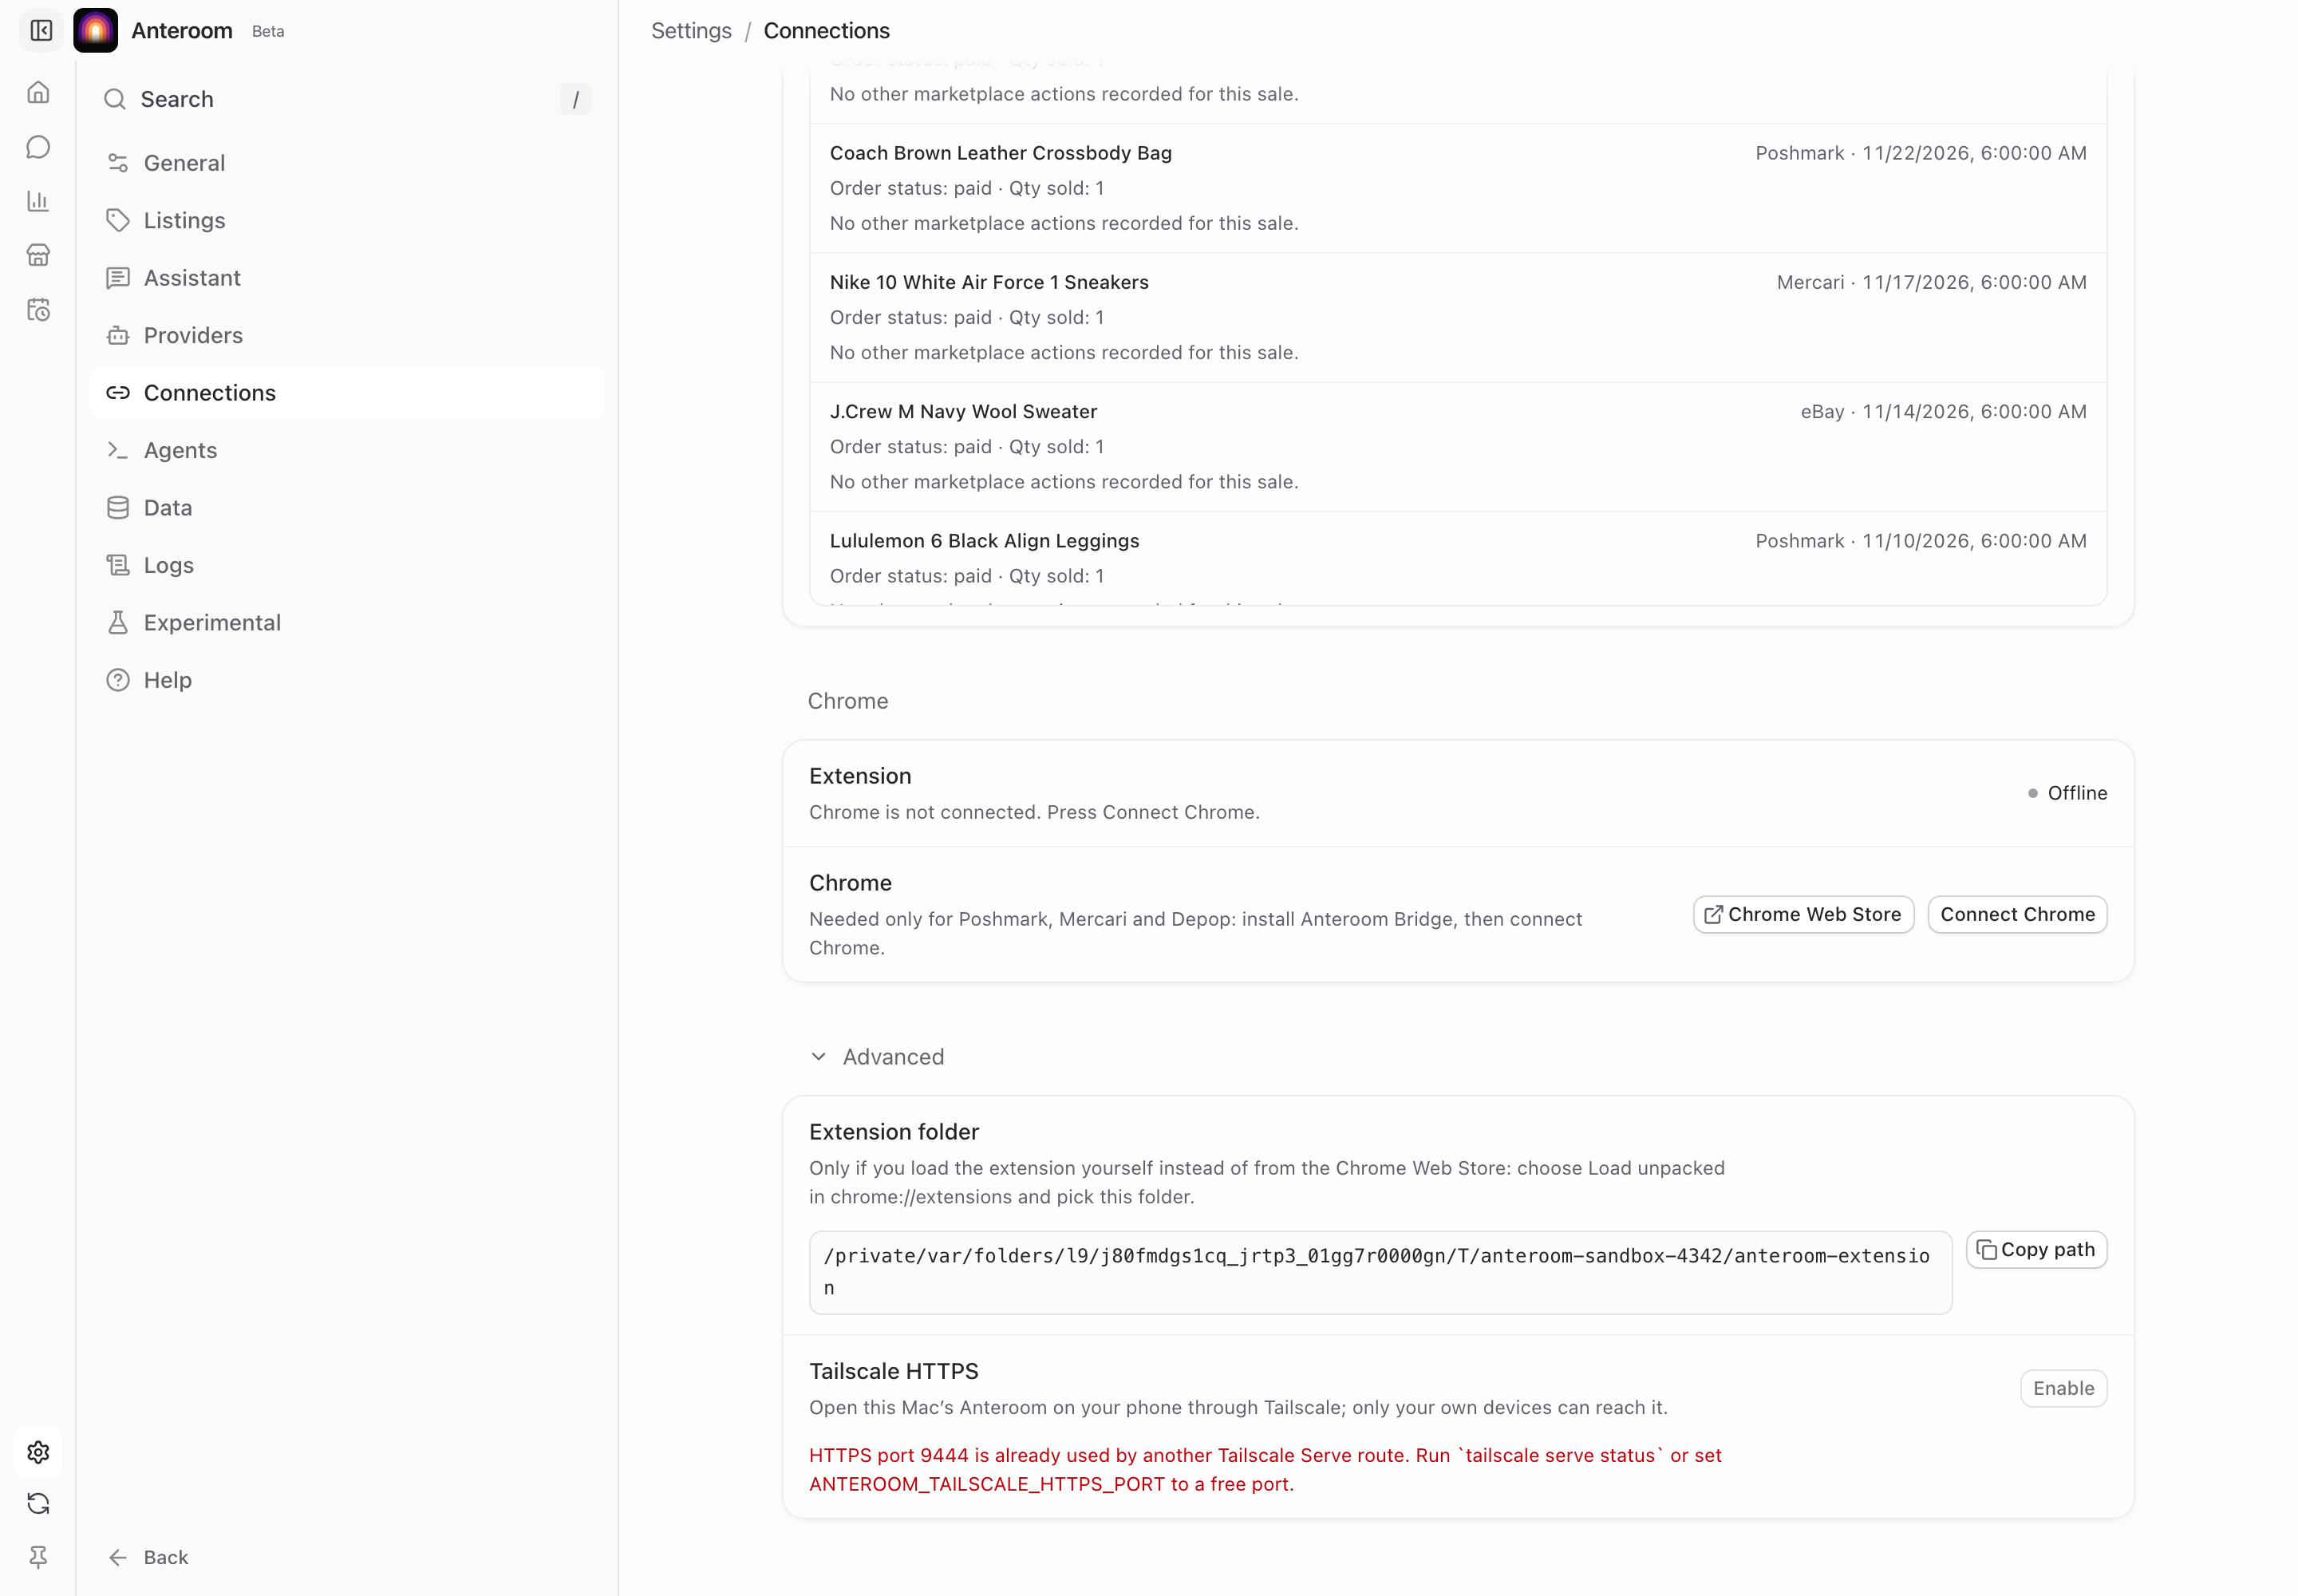 Anteroom Beta
Settings / Connections
Search /
General
Listings
Assistant
Providers
Connections
Agents
Data
Logs
Experimental
Help
Back
Order status: paid · Qty sold: 1
No other marketplace actions recorded for this sale.
Coach Brown Leather Crossbody Bag
Poshmark · 11/22/2026, 6:00:00 AM
Order status: paid · Qty sold: 1
No other marketplace actions recorded for this sale.
Nike 10 White Air Force 1 Sneakers
Mercari · 11/17/2026, 6:00:00 AM
Order status: paid · Qty sold: 1
No other marketplace actions recorded for this sale.
J.Crew M Navy Wool Sweater
eBay · 11/14/2026, 6:00:00 AM
Order status: paid · Qty sold: 1
No other marketplace actions recorded for this sale.
Lululemon 6 Black Align Leggings
Poshmark · 11/10/2026, 6:00:00 AM
Order status: paid · Qty sold: 1
Chrome
Extension
Chrome is not connected. Press Connect Chrome.
Offline
Chrome
Needed only for Poshmark, Mercari and Depop: install Anteroom Bridge, then connect
Chrome.
Chrome Web Store
Connect Chrome
Advanced
Extension folder
Only if you load the extension yourself instead of from the Chrome Web Store: choose Load unpacked
in chrome://extensions and pick this folder.
/private/var/folders/l9/j80fmdgs1cq_jrtp3_01gg7r0000gn/T/anteroom-sandbox-4342/anteroom-extensio
n
Copy path
Tailscale HTTPS
Open this Mac’s Anteroom on your phone through Tailscale; only your own devices can reach it.
Enable
HTTPS port 9444 is already used by another Tailscale Serve route. Run `tailscale serve status` or set
ANTEROOM_TAILSCALE_HTTPS_PORT to a free port.